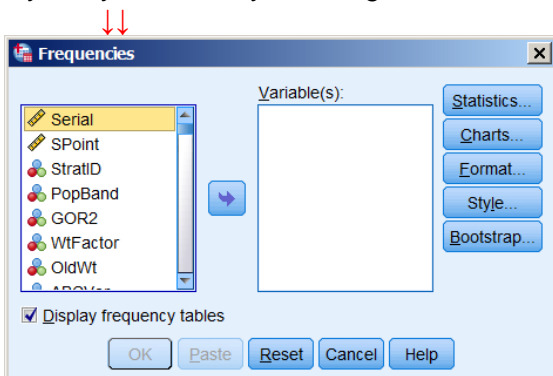 Frequencies
Variable(s):
Serial
SPoint
StratID
PopBand
GOR2
WtFactor
OldWt
Statistics...
Charts...
Format...
Style...
Bootstrap...
Display frequency tables
OK Paste Reset Cancel Help